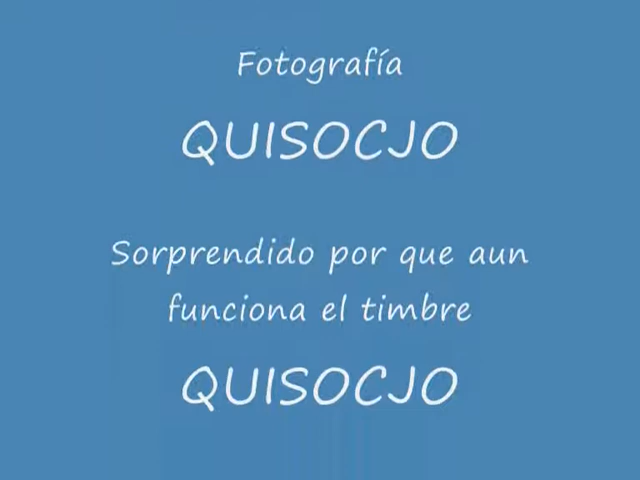 Fotografía
QUISOCJO
Sorprendido por que aun
funciona el timbre
QUISOCJO